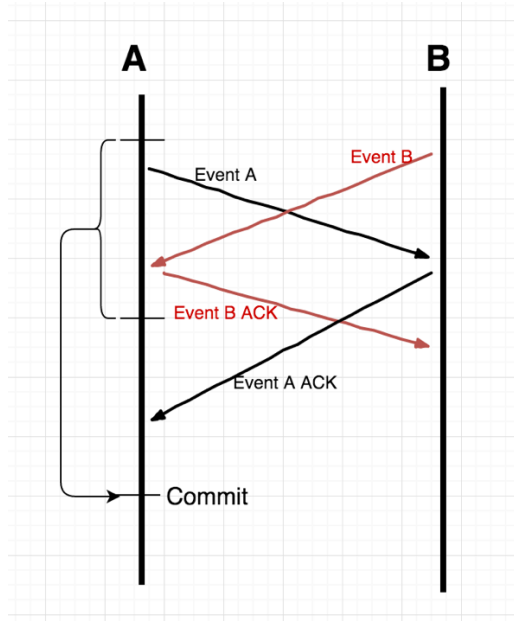 A
B
Event B
Event A
Event B ACK
Event A ACK
Commit